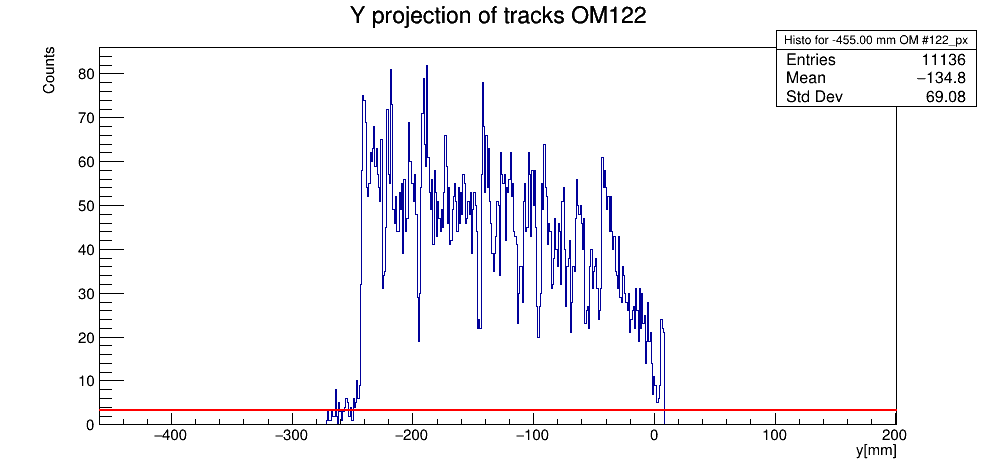 Y projection of tracks OM122
Histo for -455.00 mm OM #122_px
Entries 11136
Mean −134.8
Std Dev 69.08
Counts
80
70
60
50
40
30
20
10
0
−400 −300 −200 −100 0 100 200
y[mm]